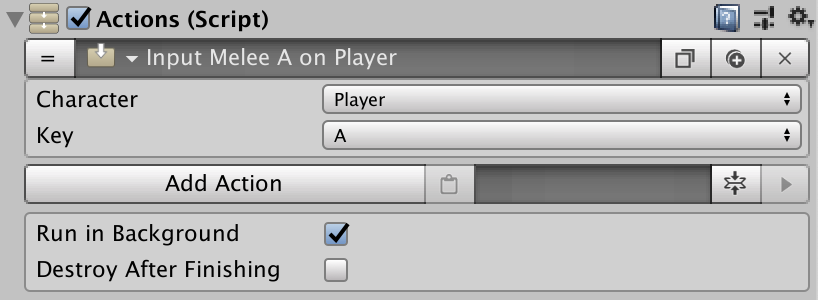 Actions (Script)
= Input Melee A on Player
Character Player
Key A
Add Action
Run in Background
Destroy After Finishing